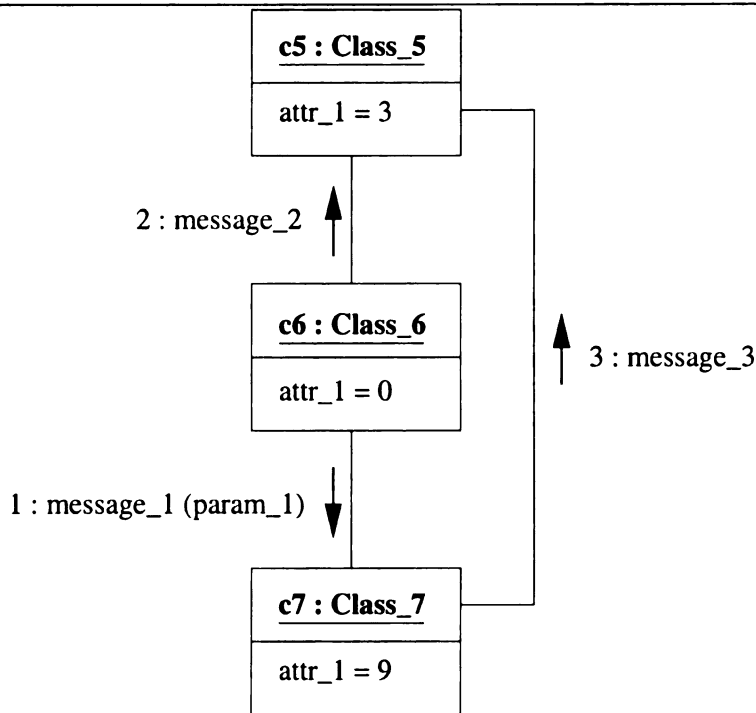 c5 : Class_5
attr_1 = 3
2 : message_2
c6 : Class_6
attr_1 = 0
3 : message_3
1 : message_1 (param_1)
c7 : Class_7
attr_1 = 9